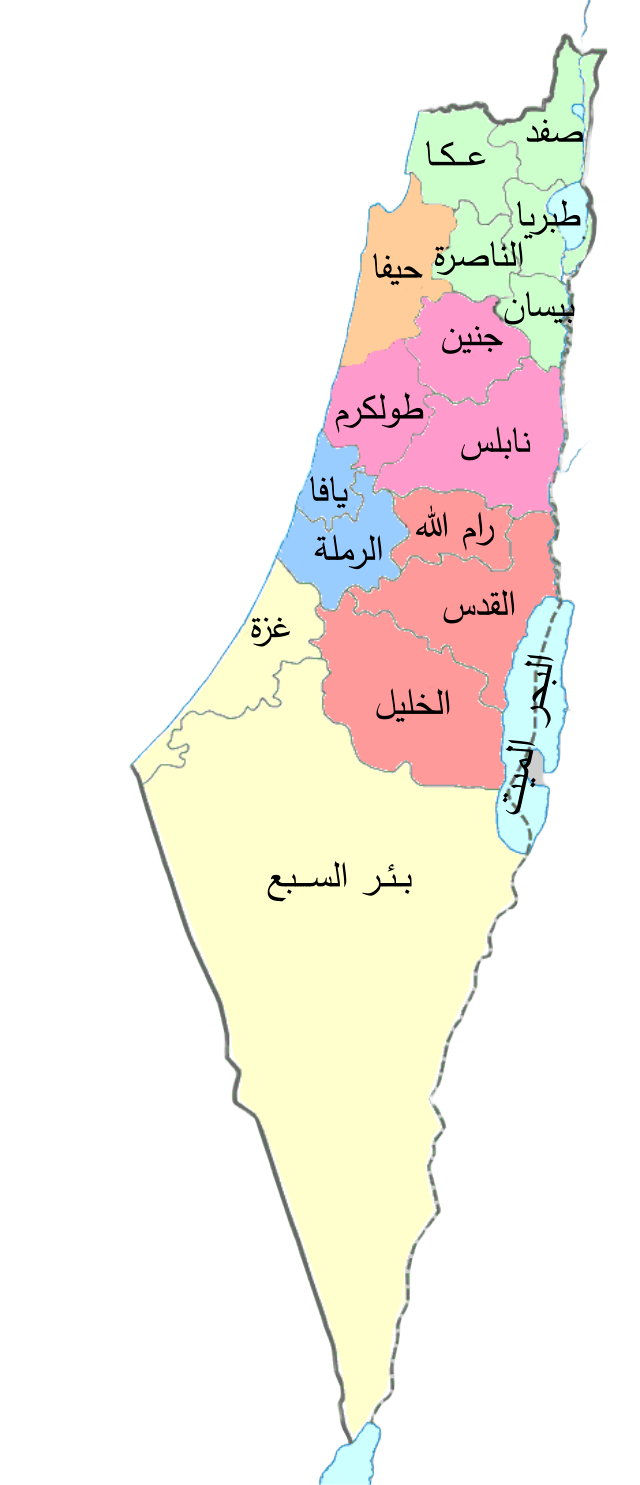 صفد
عكا
طبريا
الناصرة
حيفا
بيسان
جنين
طولكرم
نابلس
يافا
رام الله
الرملة
القدس
غزة
الخليل
البحر الميت
بئر السبع